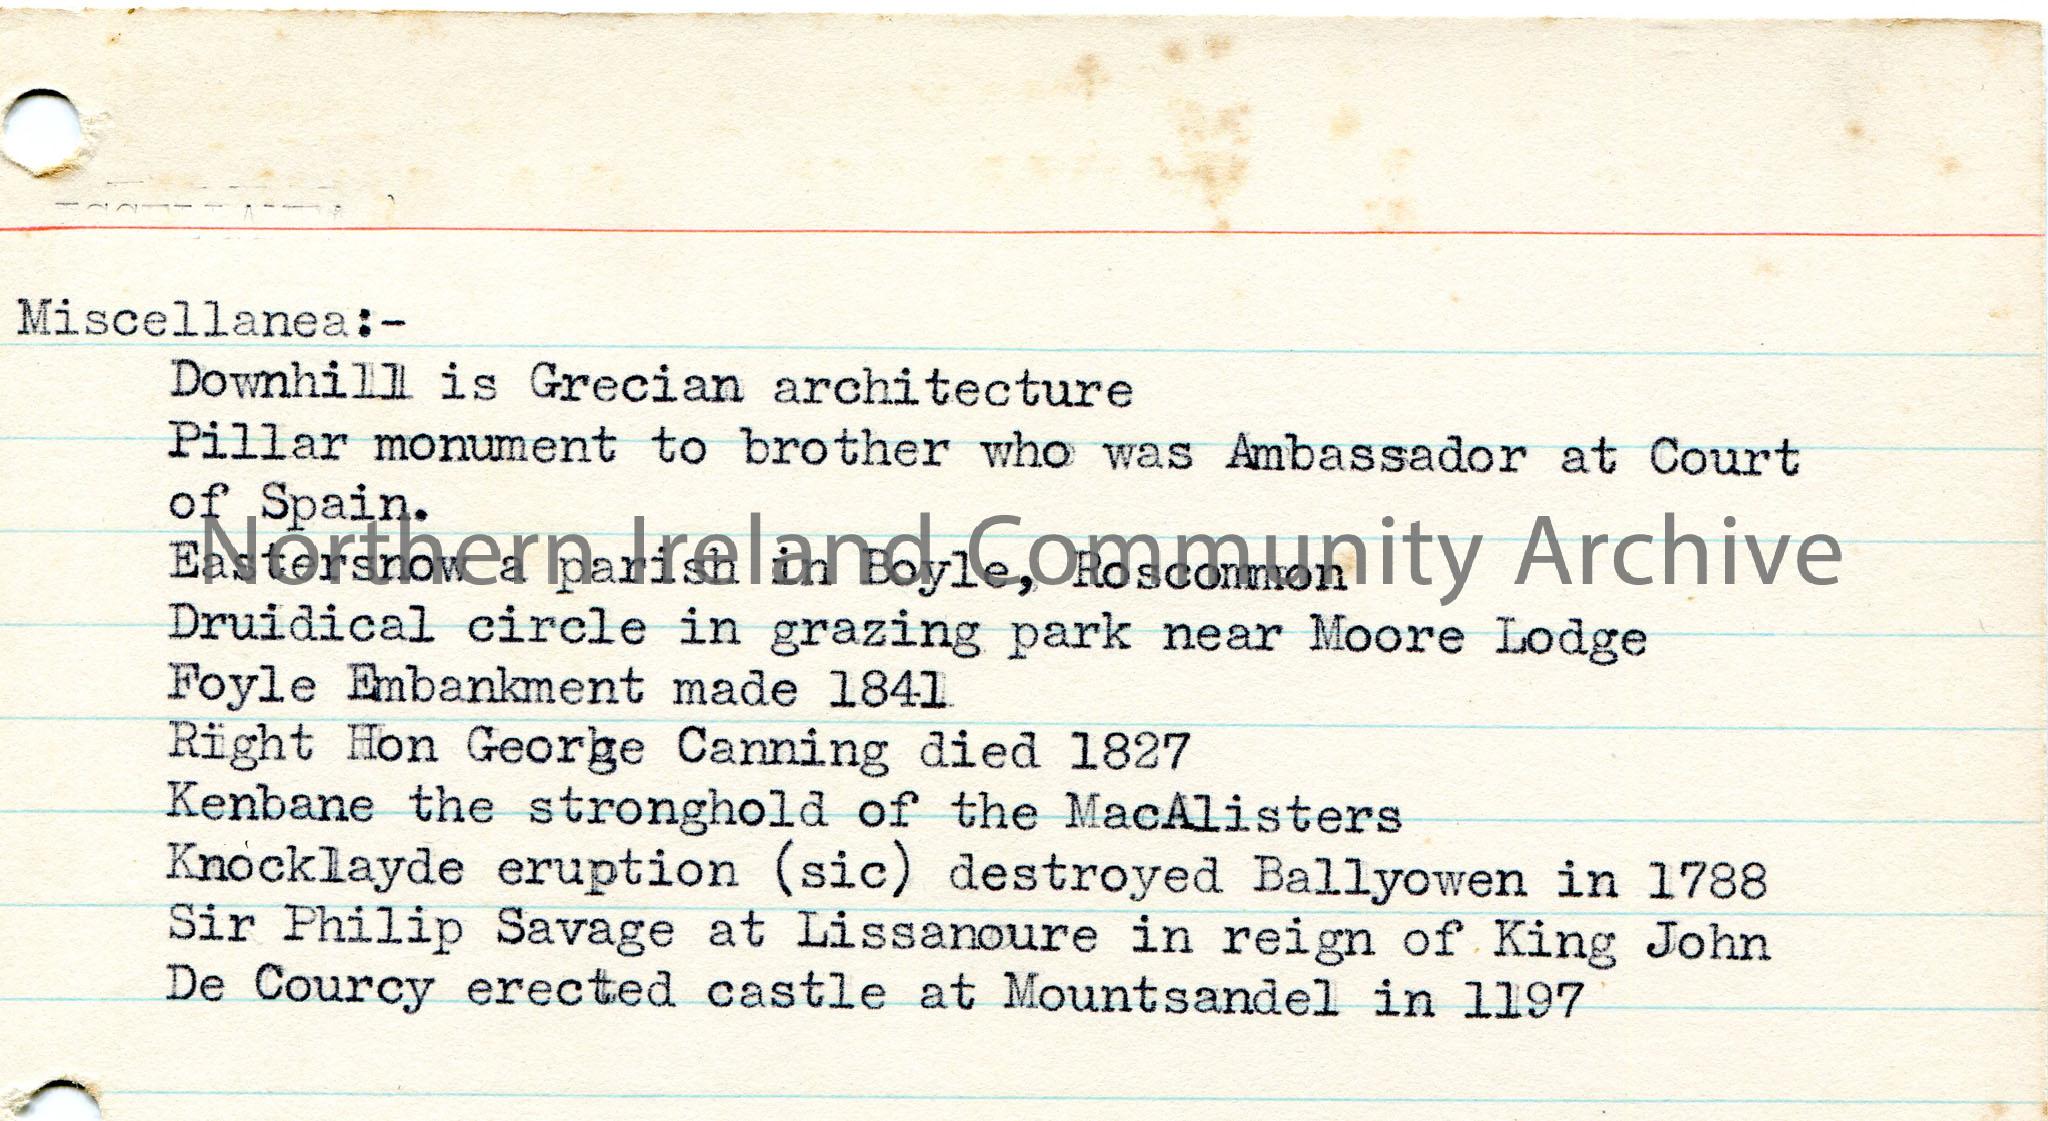 Miscellanea:-
Downhill is Grecian architecture
Pillar monument to brother who was Ambassador at Court
of Spain.
Northern Ireland Community Archive
Eastersnow a parish in Boyle, Roscommon
Druidical circle in grazing park near Moore Lodge
Foyle Embankment made 1841
Right Hon George Canning died 1827
Kenbane the stronghold of the MacAlisters
Knocklayde eruption (sic) destroyed Ballyowen in 1788
Sir Philip Savage at Lissanoure in reign of King John
De Courcy erected castle at Mountsandel in 1197